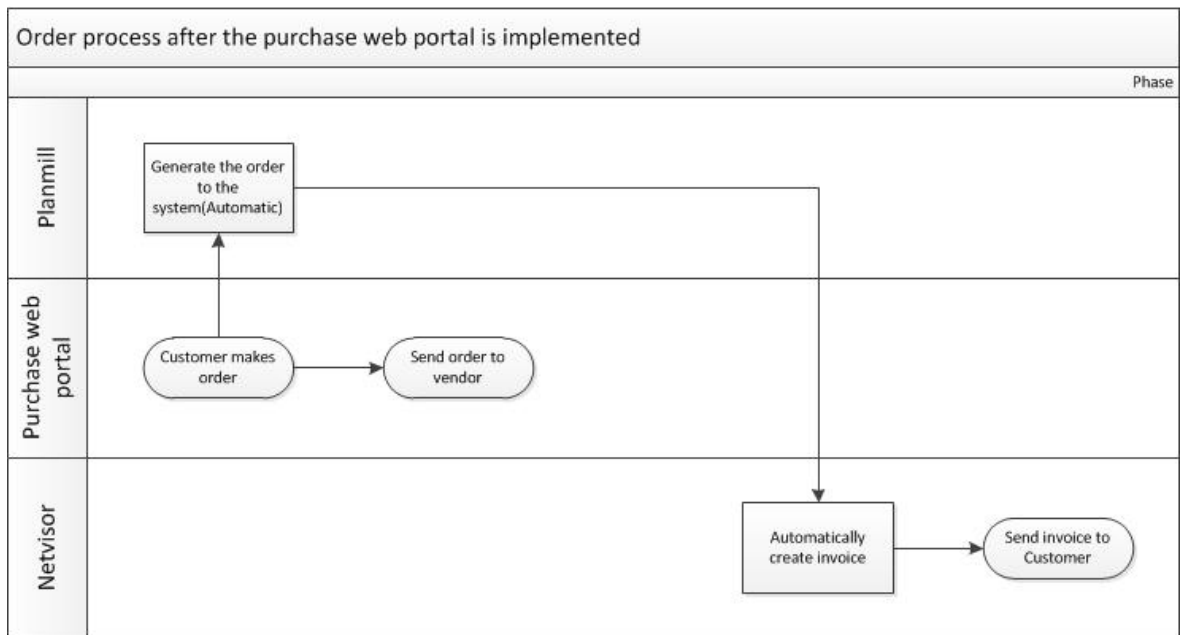 Order process after the purchase web portal is implemented
Phase
Planmill
Generate the order
to the
system(Automatic)
Purchase web
portal
Customer makes
order
Send order to
vendor
Netvisor
Automatically
create invoice
Send invoice to
Customer